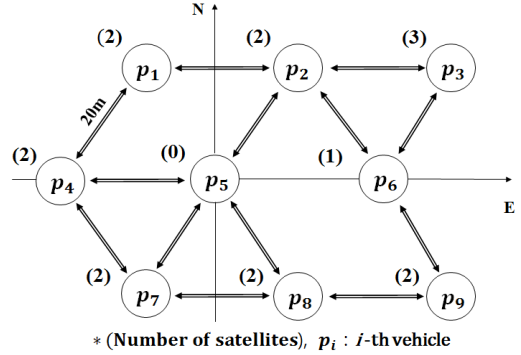 N
(2) (2) (3)
p₁ p₂ p₃
20m
(2) (0) (1)
p₄ p₅ p₆
E
(2) (2) (2)
p₇ p₈ p₉
* (Number of satellites), pᵢ : i-th vehicle